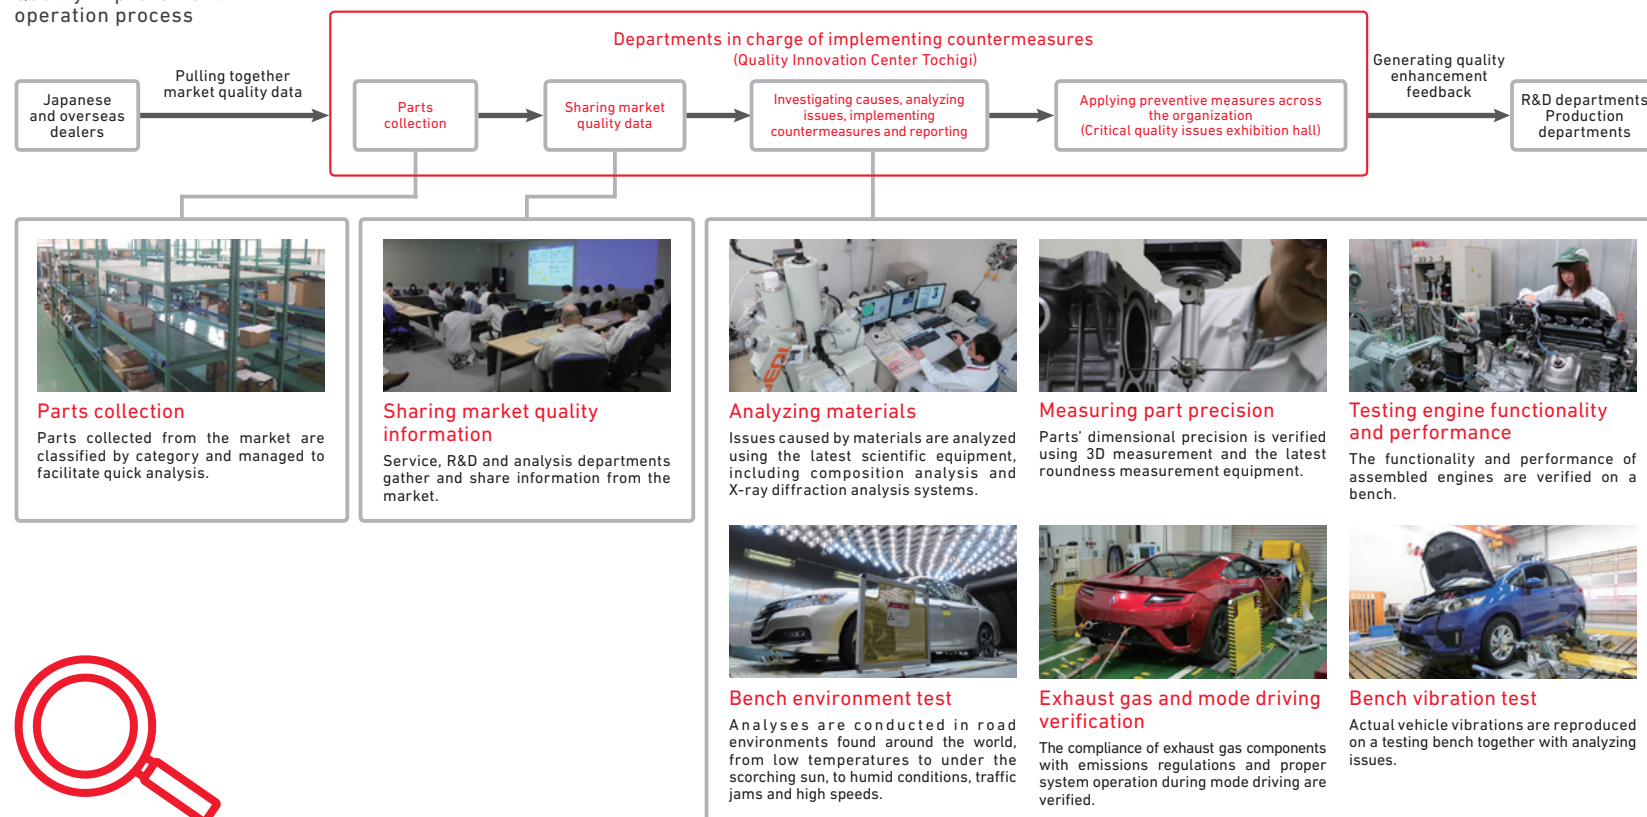 operation process
Departments in charge of implementing countermeasures
(Quality Innovation Center Tochigi)
Japanese
and overseas
dealers
Pulling together
market quality data
Parts
collection
Sharing market
quality data
Investigating causes, analyzing
issues, implementing
countermeasures and reporting
Applying preventive measures across
the organization
(Critical quality issues exhibition hall)
Generating quality
enhancement
feedback
R&D departments
Production
departments
Parts collection
Parts collected from the market are
classified by category and managed to
facilitate quick analysis.
Sharing market quality
information
Service, R&D and analysis departments
gather and share information from the
market.
Analyzing materials
Issues caused by materials are analyzed
using the latest scientific equipment,
including composition analysis and
X-ray diffraction analysis systems.
Measuring part precision
Parts' dimensional precision is verified
using 3D measurement and the latest
roundness measurement equipment.
Testing engine functionality
and performance
The functionality and performance of
assembled engines are verified on a
bench.
Bench environment test
Analyses are conducted in road
environments found around the world,
from low temperatures to under the
scorching sun, to humid conditions, traffic
jams and high speeds.
Exhaust gas and mode driving
verification
The compliance of exhaust gas components
with emissions regulations and proper
system operation during mode driving are
verified.
Bench vibration test
Actual vehicle vibrations are reproduced
on a testing bench together with analyzing
issues.